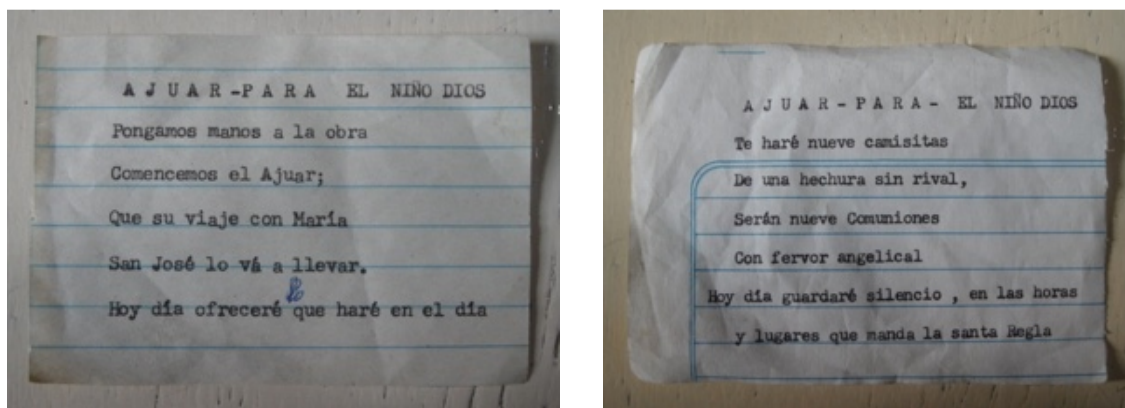 A J U A R -P A R A EL NIÑO DIOS
Pongamos manos a la obra
Comencemos el Ajuar;
Que su viaje con María
San José lo vá a llevar.
lo
Hoy día ofreceré que haré en el día
A J U A R - P A R A - EL NIÑO DIOS
Te haré nueve camisitas
De una hechura sin rival,
Serán nueve Comuniones
Con fervor angelical
Hoy día guardaré silencio , en las horas
y lugares que manda la santa Regla